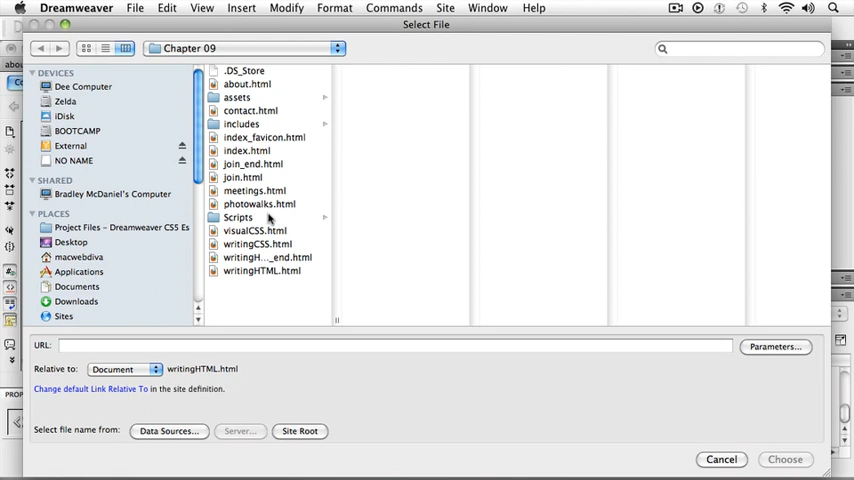 Dreamweaver File Edit View Insert Modify Format Commands Site Window Help
Select File
Chapter 09
DEVICES
Dee Computer
Zelda
iDisk
BOOTCAMP
External
NO NAME
SHARED
Bradley McDaniel's Computer
PLACES
Project Files - Dreamweaver CS5 Es
Desktop
macwebdiva
Applications
Documents
Downloads
Sites
.DS_Store
about.html
assets
contact.html
includes
index_favicon.html
index.html
join_end.html
join.html
meetings.html
photowalks.html
Scripts
visualCSS.html
writingCSS.html
writingH..._end.html
writingHTML.html
URL:
Parameters...
Relative to: Document writingHTML.html
Change default Link Relative To in the site definition.
Select file name from: Data Sources... Server... Site Root
Cancel Choose
abou
Co
PROP